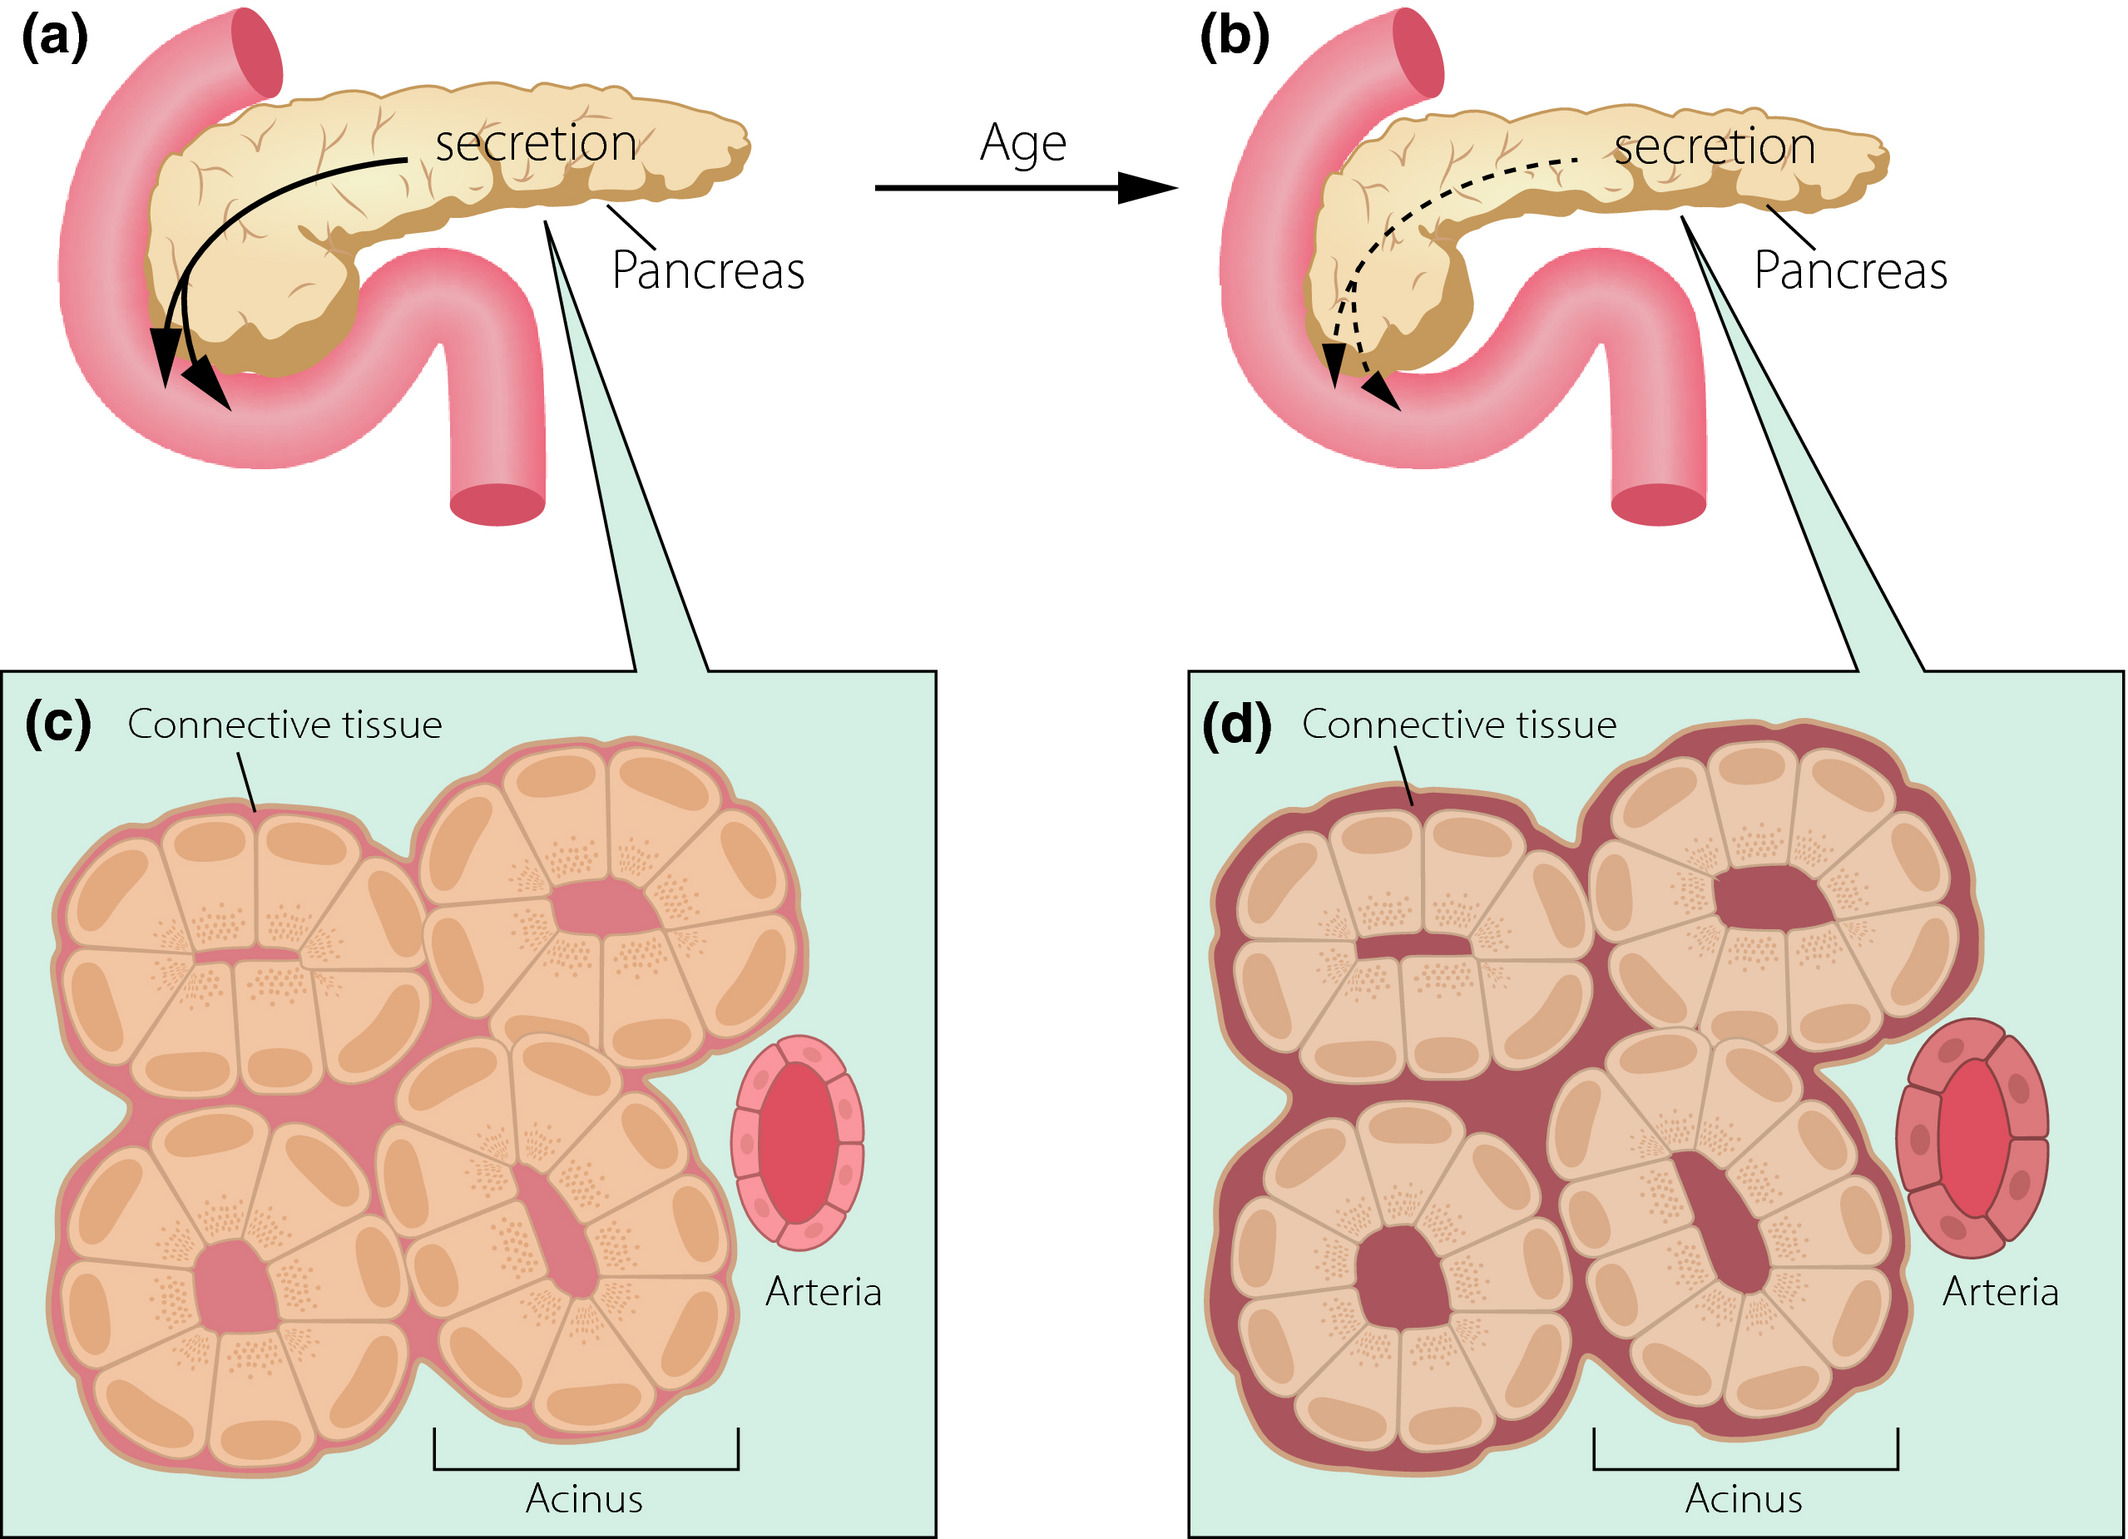 (a)
secretion
Pancreas
Age
(b)
secretion
Pancreas
(c)
Connective tissue
Arteria
Acinus
(d)
Connective tissue
Arteria
Acinus